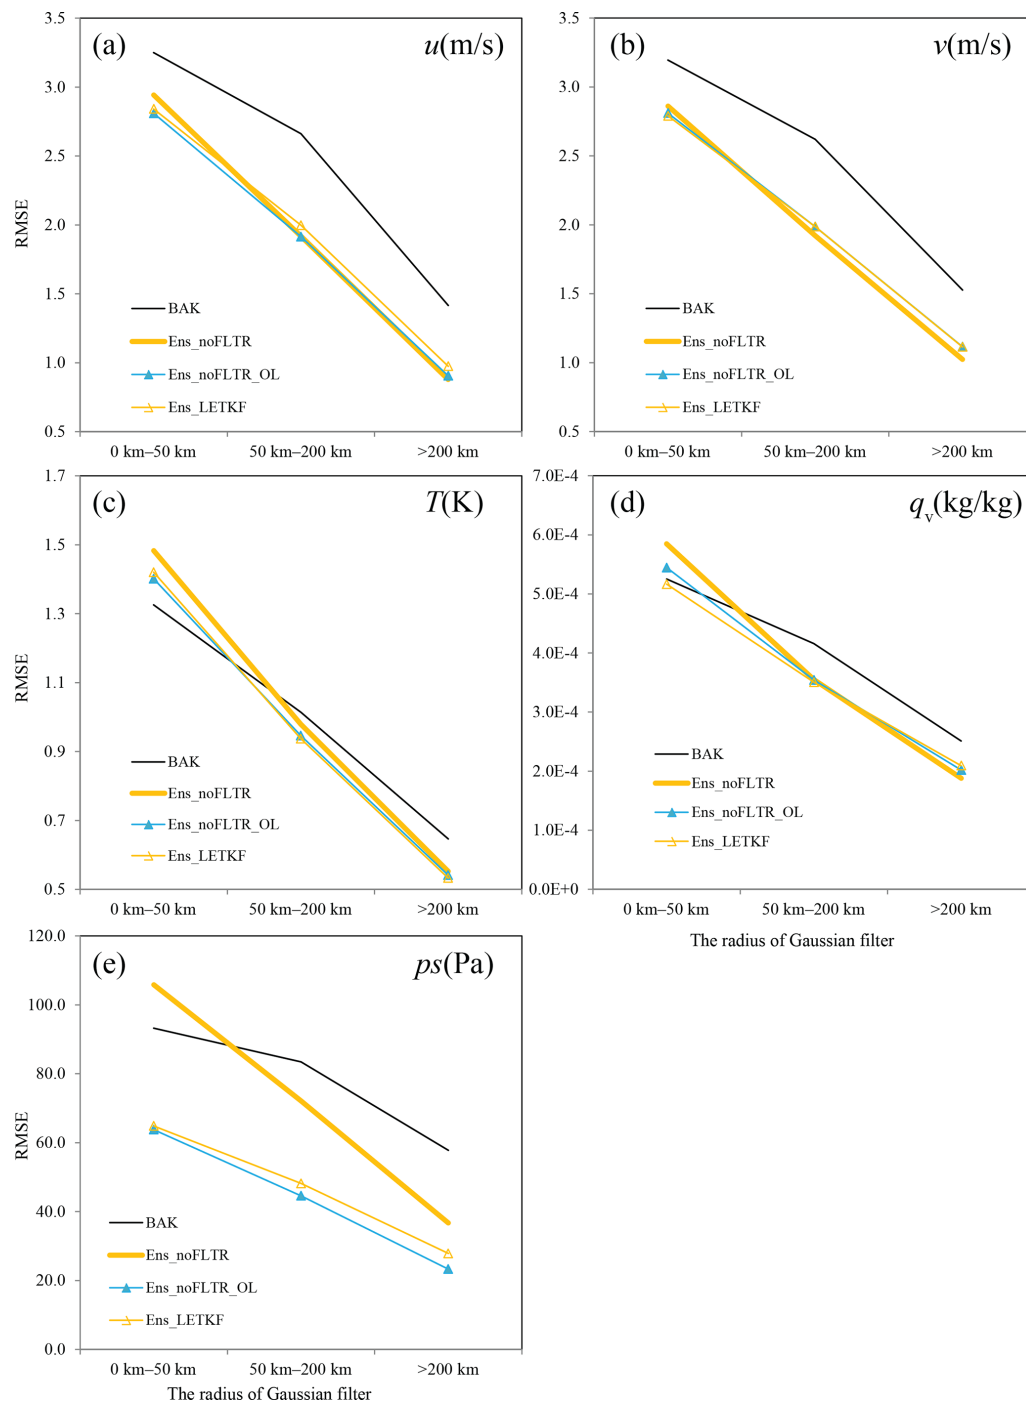 (a) u(m/s)
3.5
3.0
2.5
2.0
1.5
1.0
0.5
RMSE
BAK
Ens_noFLTR
Ens_noFLTR_OL
Ens_LETKF
0 km–50 km 50 km–200 km >200 km
(b) v(m/s)
3.5
3.0
2.5
2.0
1.5
1.0
0.5
BAK
Ens_noFLTR
Ens_noFLTR_OL
Ens_LETKF
0 km–50 km 50 km–200 km >200 km
(c) T(K)
1.7
1.5
1.3
1.1
0.9
0.7
0.5
RMSE
BAK
Ens_noFLTR
Ens_noFLTR_OL
Ens_LETKF
0 km–50 km 50 km–200 km >200 km
(d) qv(kg/kg)
7.0E-4
6.0E-4
5.0E-4
4.0E-4
3.0E-4
2.0E-4
1.0E-4
0.0E+0
BAK
Ens_noFLTR
Ens_noFLTR_OL
Ens_LETKF
0 km–50 km 50 km–200 km >200 km
The radius of Gaussian filter
(e) ps(Pa)
120.0
100.0
80.0
60.0
40.0
20.0
0.0
RMSE
BAK
Ens_noFLTR
Ens_noFLTR_OL
Ens_LETKF
0 km–50 km 50 km–200 km >200 km
The radius of Gaussian filter